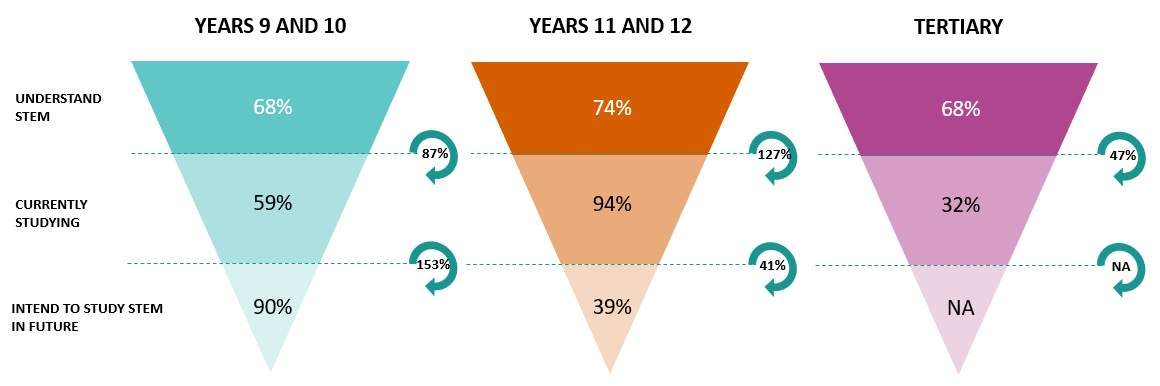 YEARS 9 AND 10
YEARS 11 AND 12
TERTIARY
UNDERSTAND
STEM
68%
74%
68%
87%
127%
47%
CURRENTLY
STUDYING
59%
94%
32%
153%
41%
NA
INTEND TO STUDY STEM
IN FUTURE
90%
39%
NA